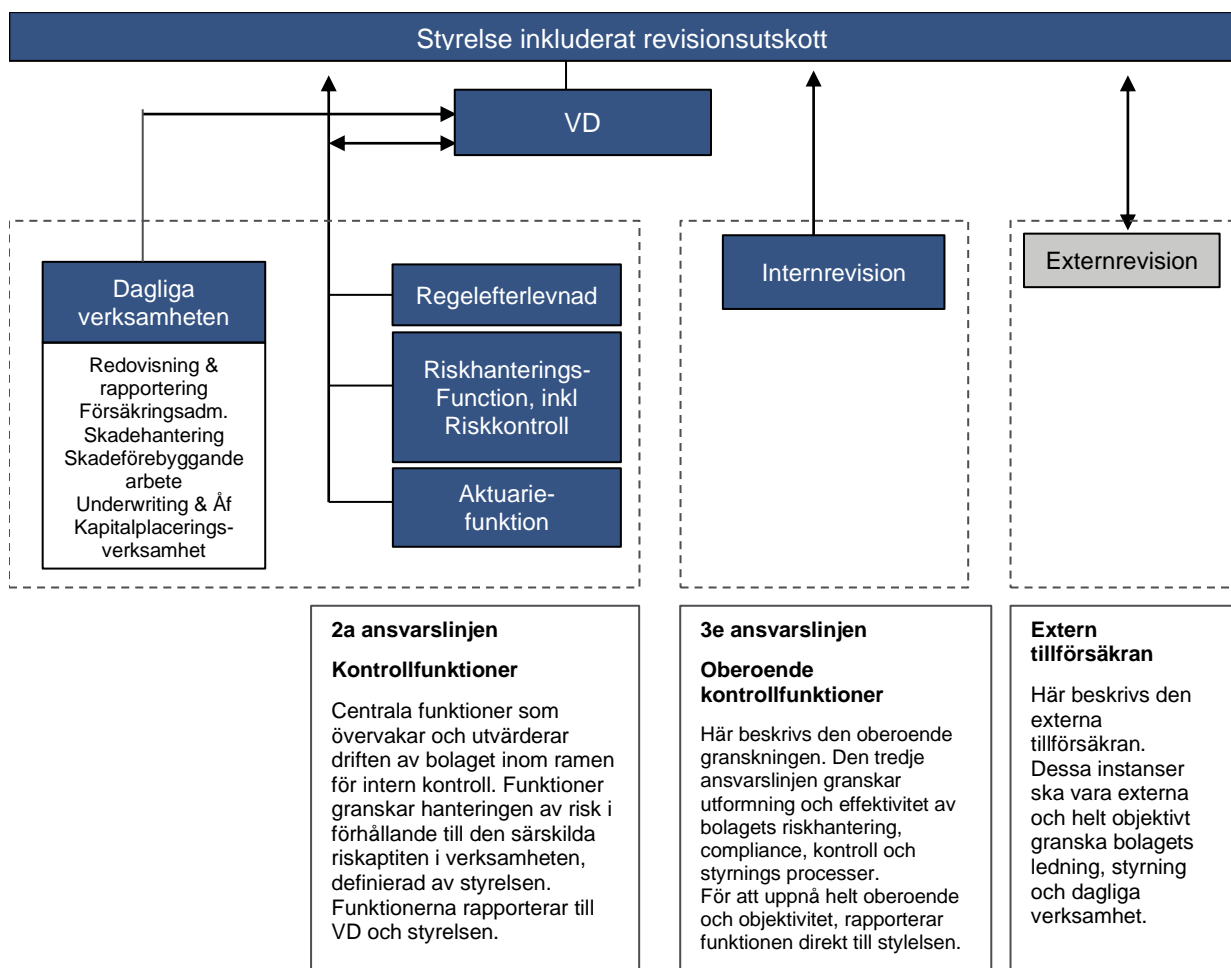 Styrelse inkluderat revisionsutskott
VD
Dagliga
verksamheten
Redovisning &
rapportering
Försäkringsadm.
Skadehantering
Skadeförebyggande
arbete
Underwriting & Åf
Kapitalplacerings-
verksamhet
Regelefterlevnad
Riskhanterings-
Function, inkl
Riskkontroll
Aktuarie-
funktion
Internrevision
Externrevision
2a ansvarslinjen
Kontrollfunktioner
Centrala funktioner som
övervakar och utvärderar
driften av bolaget inom ramen
för intern kontroll. Funktioner
granskar hanteringen av risk i
förhållande till den särskilda
riskaptiten i verksamheten,
definierad av styrelsen.
Funktionerna rapporterar till
VD och styrelsen.
3e ansvarslinjen
Oberoende
kontrollfunktioner
Här beskrivs den oberoende
granskningen. Den tredje
ansvarslinjen granskar
utformning och effektivitet av
bolagets riskhantering,
compliance, kontroll och
styrnings processer.
För att uppnå helt oberoende
och objektivitet, rapporterar
funktionen direkt till stylelsen.
Extern
tillförsäkran
Här beskrivs den
externa
tillförsäkran.
Dessa instanser
ska vara externa
och helt objektivt
granska bolagets
ledning, styrning
och dagliga
verksamhet.